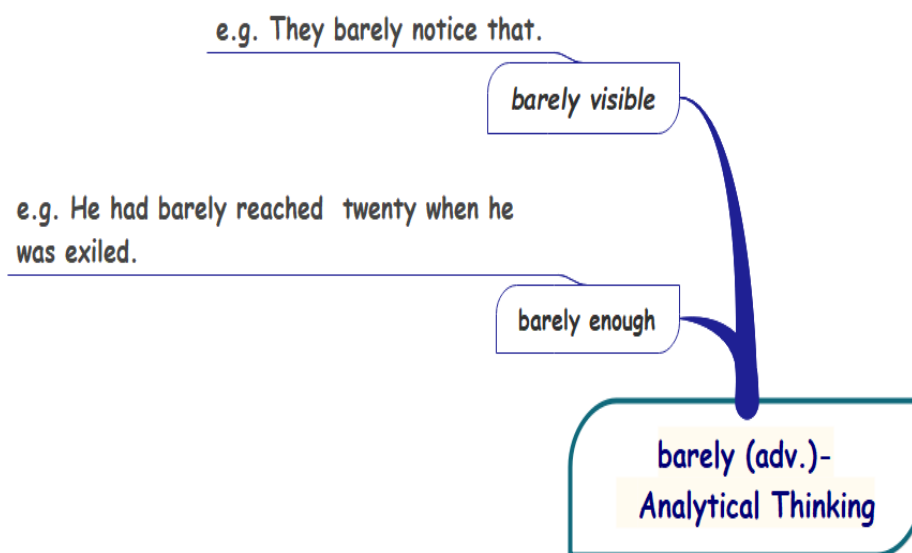 e.g. They barely notice that.
barely visible
e.g. He had barely reached twenty when he
was exiled.
barely enough
barely (adv.)-
Analytical Thinking